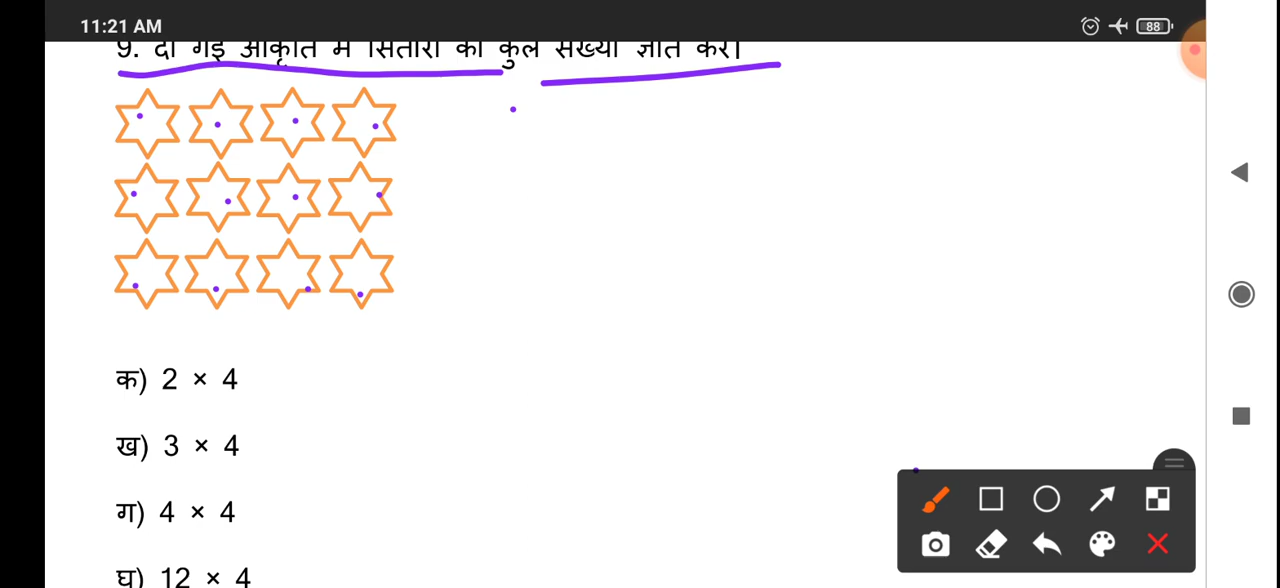 11:21 AM
88
9. दी गई आकृति में सितारों की कुल संख्या ज्ञात करें।
क) 2 × 4
ख) 3 × 4
ग) 4 × 4
घ) 12 × 4